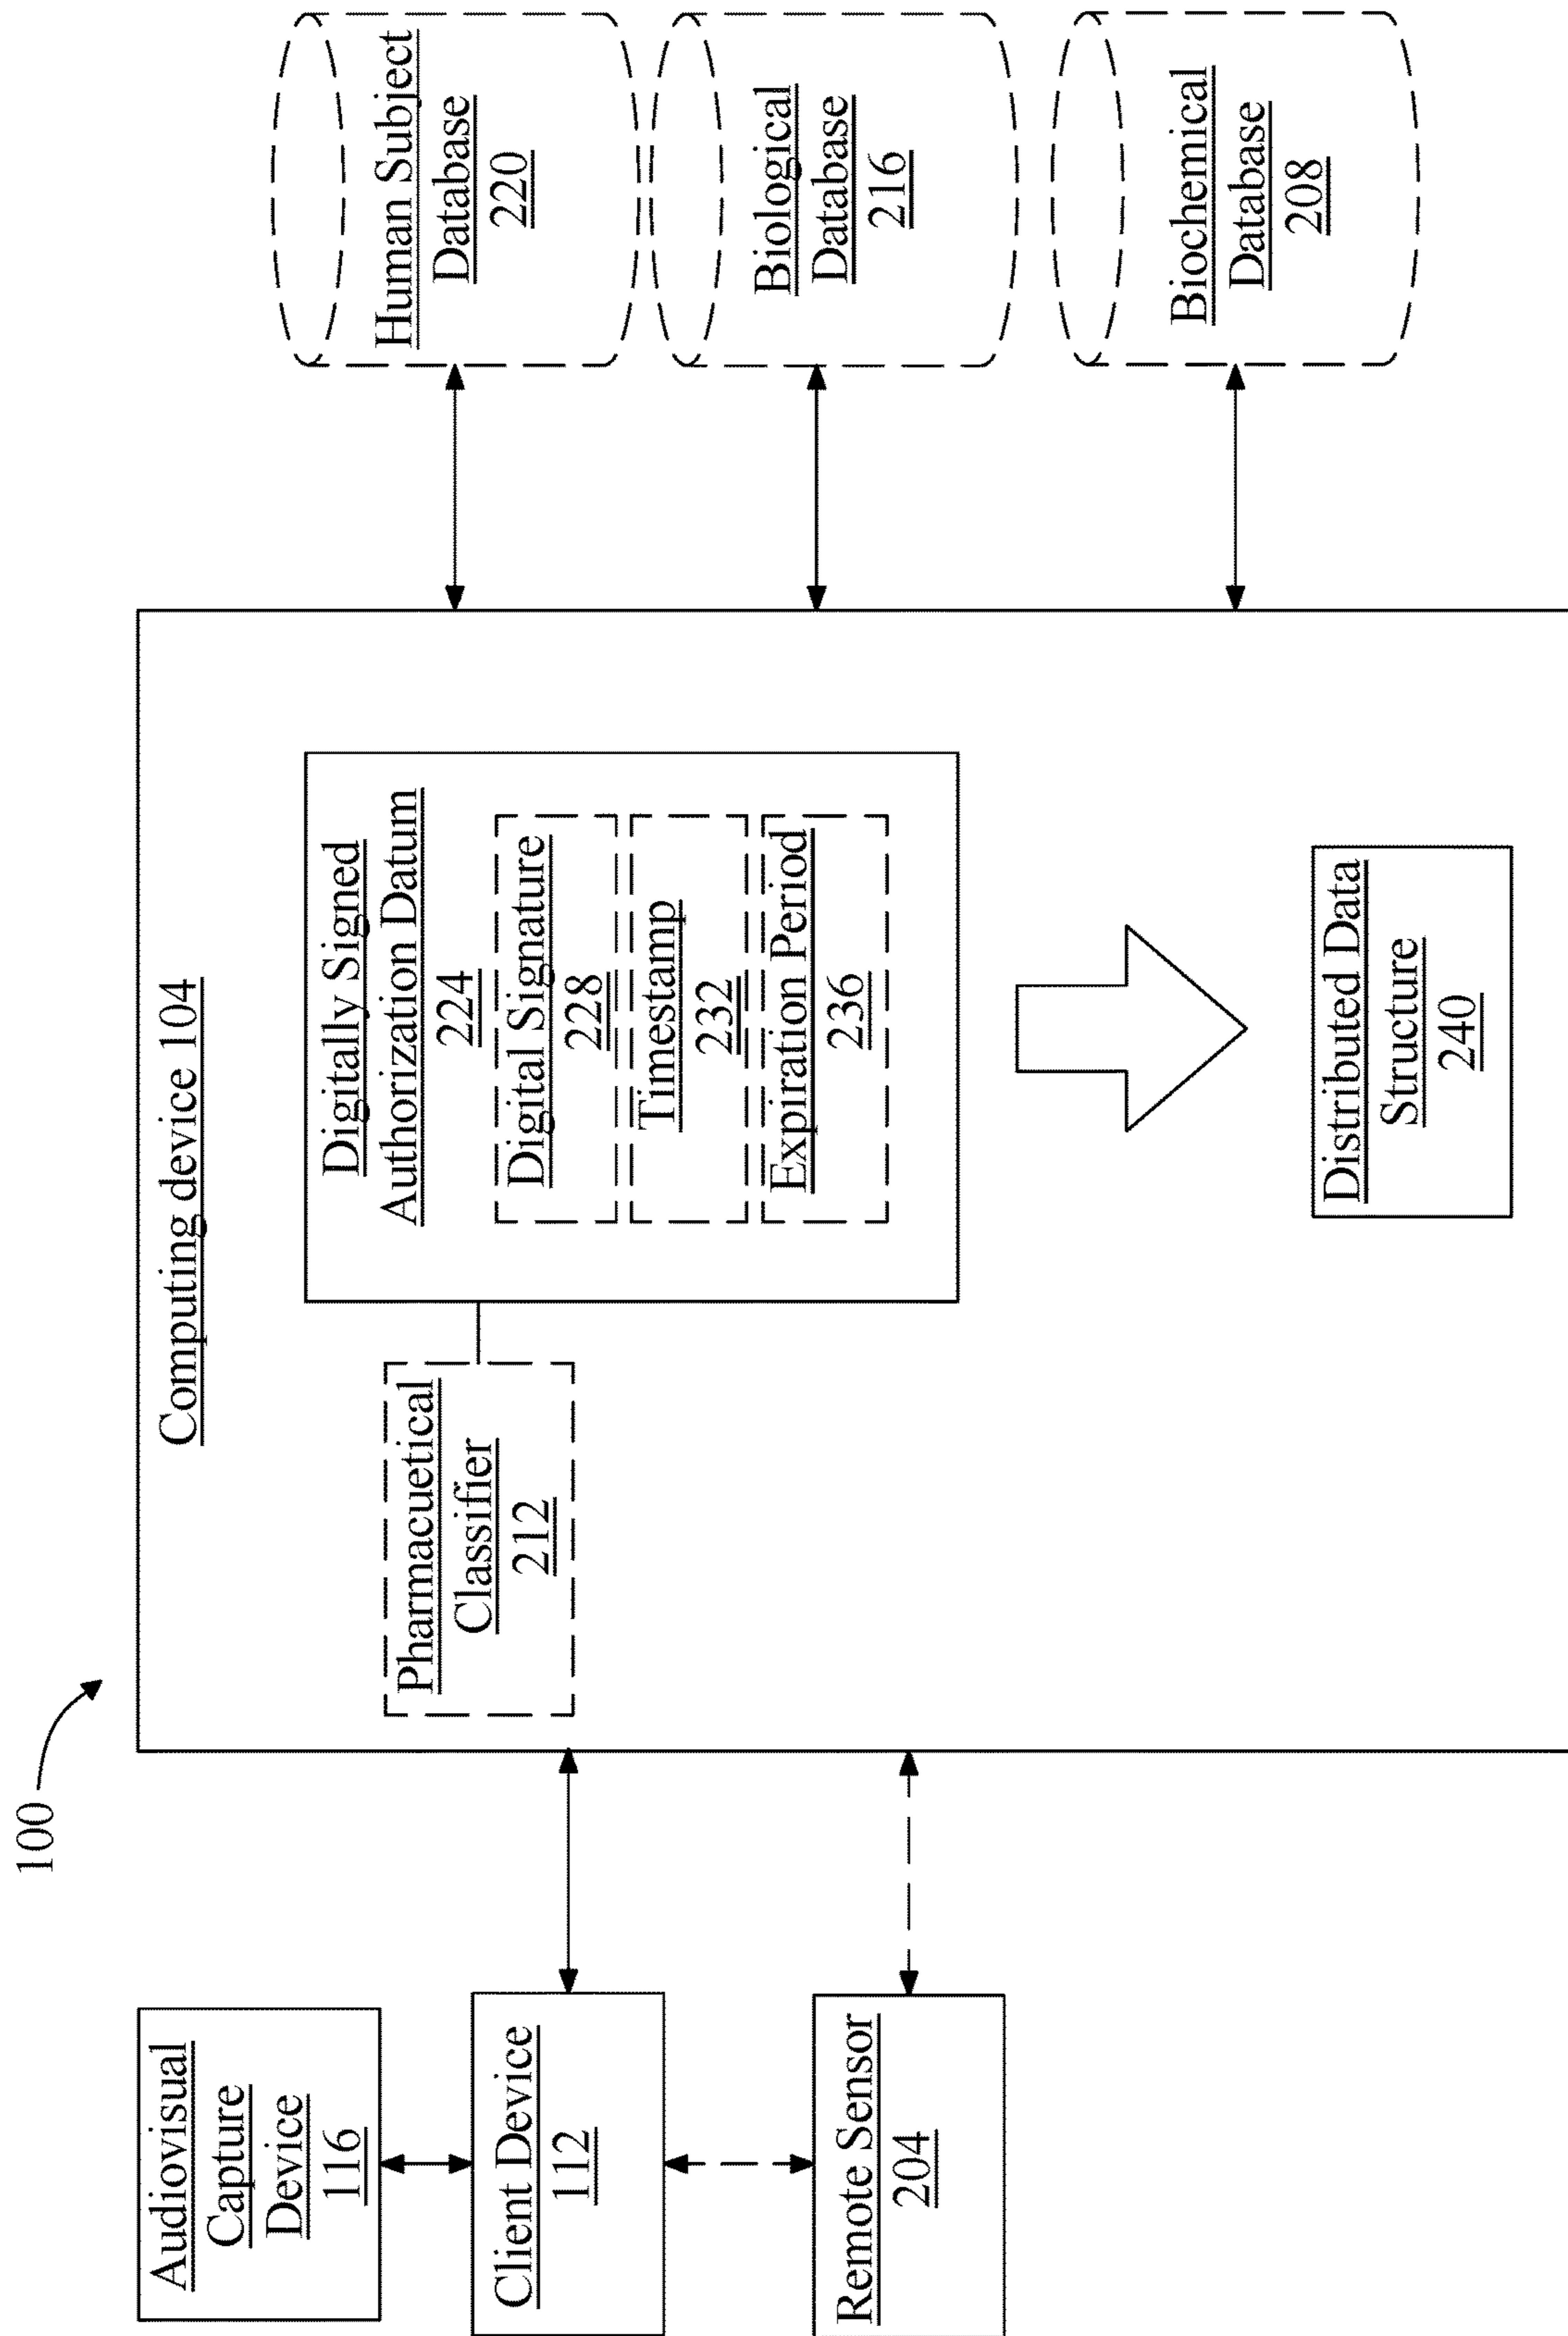 100
Audiovisual
Capture
Device
116
Client Device
112
Remote Sensor
204
Computing device 104
Pharmacuetical
Classifier
212
Digitally Signed
Authorization Datum
224
Digital Signature
228
Timestamp
232
Expiration Period
236
Distributed Data
Structure
240
Human Subject
Database
220
Biological
Database
216
Biochemical
Database
208